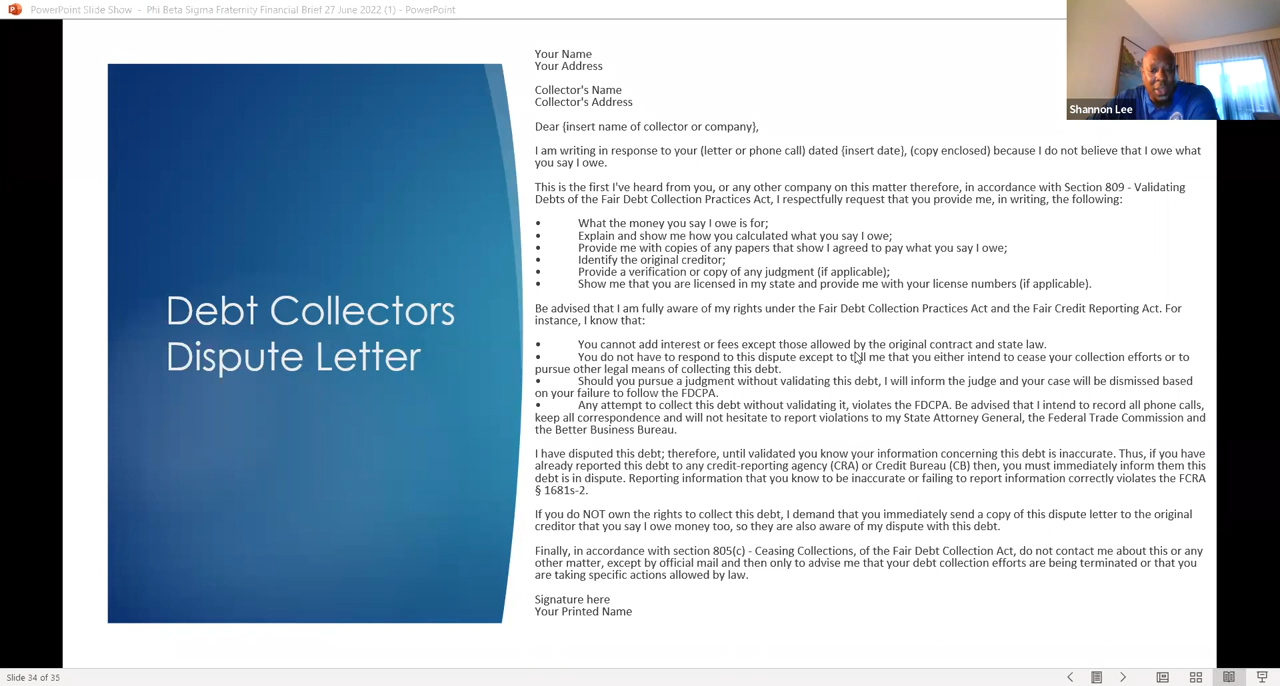 PowerPoint Slide Show - Phi Beta Sigma Fraternity Financial Brief 27 June 2022 (1) - PowerPoint
Shannon Lee
Debt Collectors
Dispute Letter
Your Name
Your Address
Collector's Name
Collector's Address
Dear {insert name of collector or company},
I am writing in response to your (letter or phone call) dated {insert date}, (copy enclosed) because I do not believe that I owe what
you say I owe.
This is the first I've heard from you, or any other company on this matter therefore, in accordance with Section 809 - Validating
Debts of the Fair Debt Collection Practices Act, I respectfully request that you provide me, in writing, the following:
• What the money you say I owe is for;
• Explain and show me how you calculated what you say I owe;
• Provide me with copies of any papers that show I agreed to pay what you say I owe;
• Identify the original creditor;
• Provide a verification or copy of any judgment (if applicable);
• Show me that you are licensed in my state and provide me with your license numbers (if applicable).
Be advised that I am fully aware of my rights under the Fair Debt Collection Practices Act and the Fair Credit Reporting Act. For
instance, I know that:
• You cannot add interest or fees except those allowed by the original contract and state law.
• You do not have to respond to this dispute except to tell me that you either intend to cease your collection efforts or to
pursue other legal means of collecting this debt.
• Should you pursue a judgment without validating this debt, I will inform the judge and your case will be dismissed based
on your failure to follow the FDCPA.
• Any attempt to collect this debt without validating it, violates the FDCPA. Be advised that I intend to record all phone calls,
keep all correspondence and will not hesitate to report violations to my State Attorney General, the Federal Trade Commission and
the Better Business Bureau.
I have disputed this debt; therefore, until validated you know your information concerning this debt is inaccurate. Thus, if you have
already reported this debt to any credit-reporting agency (CRA) or Credit Bureau (CB) then, you must immediately inform them this
debt is in dispute. Reporting information that you know to be inaccurate or failing to report information correctly violates the FCRA
§ 1681s-2.
If you do NOT own the rights to collect this debt, I demand that you immediately send a copy of this dispute letter to the original
creditor that you say I owe money too, so they are also aware of my dispute with this debt.
Finally, in accordance with section 805(c) - Ceasing Collections, of the Fair Debt Collection Act, do not contact me about this or any
other matter, except by official mail and then only to advise me that your debt collection efforts are being terminated or that you
are taking specific actions allowed by law.
Signature here
Your Printed Name
Slide 34 of 35